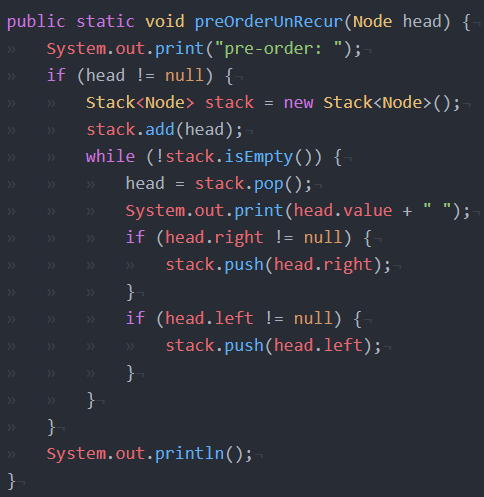 public static void preOrderUnRecur(Node head) {
    System.out.print("pre-order: ");
    if (head != null) {
        Stack<Node> stack = new Stack<Node>();
        stack.add(head);
        while (!stack.isEmpty()) {
            head = stack.pop();
            System.out.print(head.value + " ");
            if (head.right != null) {
                stack.push(head.right);
            }
            if (head.left != null) {
                stack.push(head.left);
            }
        }
    }
    System.out.println();
}